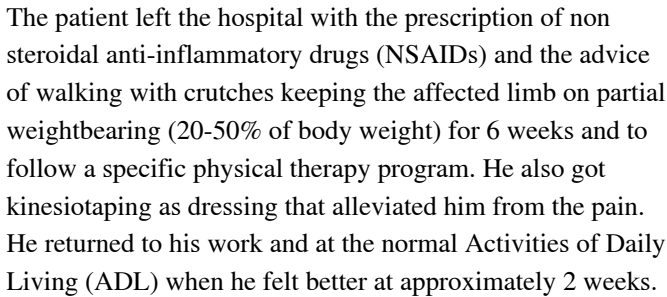 The patient left the hospital with the prescription of non
steroidal anti-inflammatory drugs (NSAIDs) and the advice
of walking with crutches keeping the affected limb on partial
weightbearing (20-50% of body weight) for 6 weeks and to
follow a specific physical therapy program. He also got
kinesiotaping as dressing that alleviated him from the pain.
He returned to his work and at the normal Activities of Daily
Living (ADL) when he felt better at approximately 2 weeks.